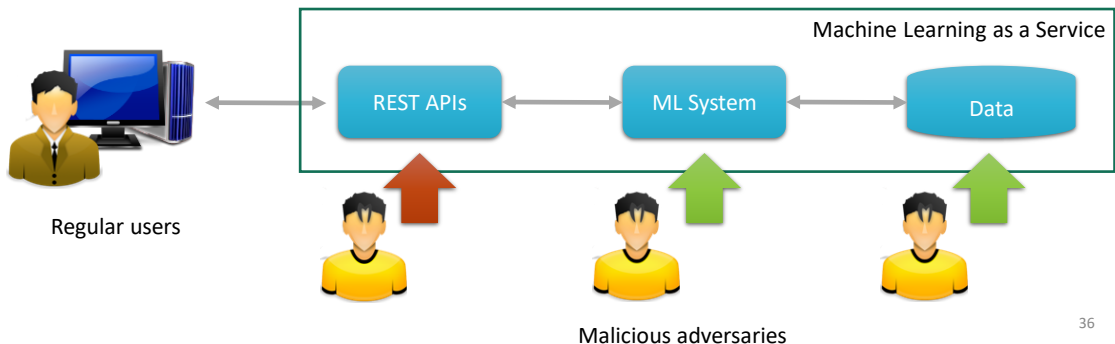 Machine Learning as a Service
REST APIs
ML System
Data
Regular users
Malicious adversaries
36